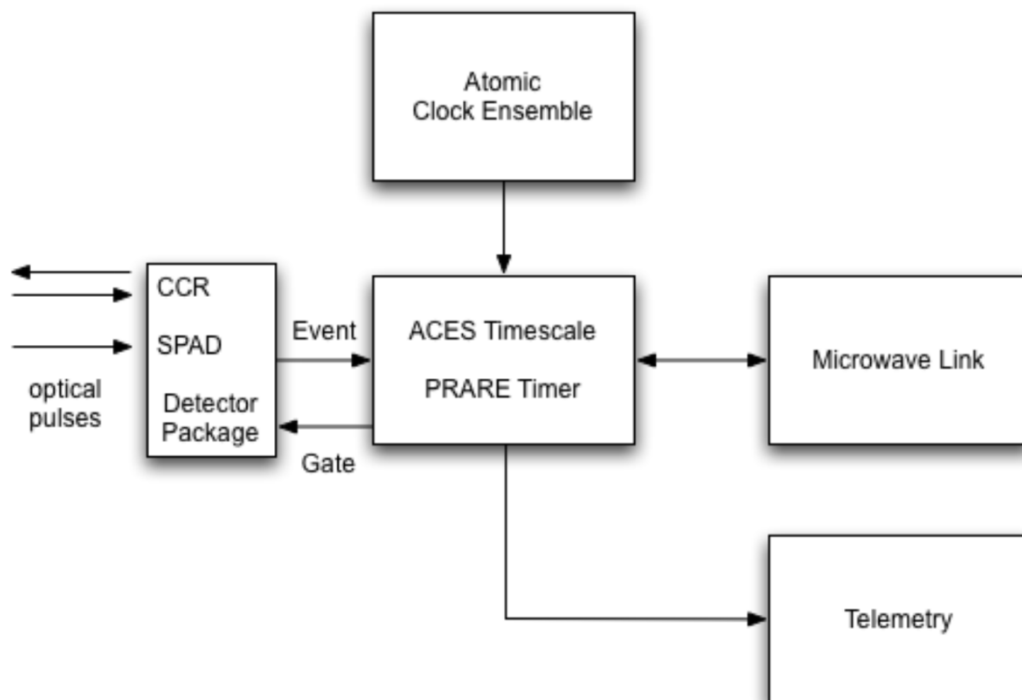 Atomic
Clock Ensemble
CCR
SPAD
Detector
Package
optical
pulses
Event
Gate
ACES Timescale
PRARE Timer
Microwave Link
Telemetry